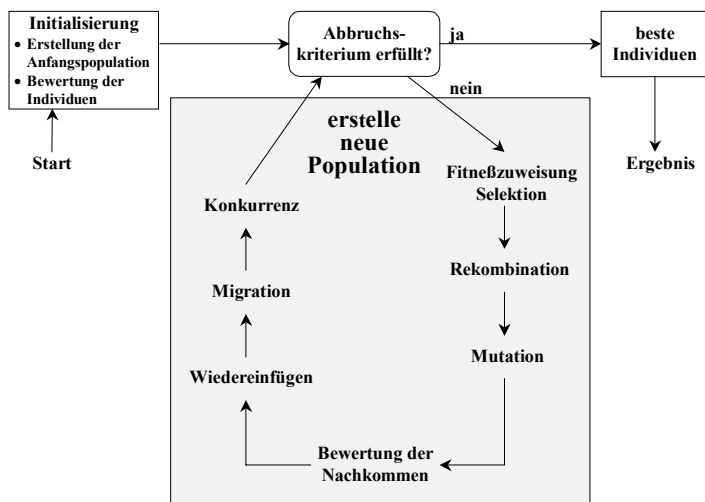 Initialisierung
• Erstellung der
Anfangspopulation
• Bewertung der
Individuen
Start
Abbruchs-
kriterium erfüllt?
ja
nein
beste
Individuen
Ergebnis
erstelle
neue
Population
Fitneßzuweisung
Selektion
Rekombination
Mutation
Bewertung der
Nachkommen
Wiedereinfügen
Migration
Konkurrenz